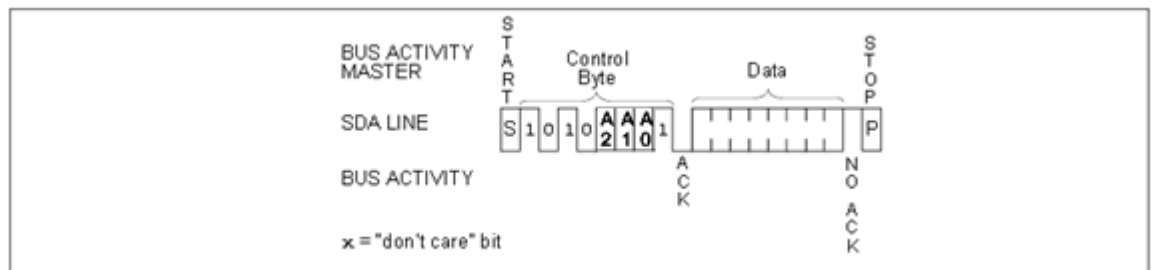 START
STOP
BUS ACTIVITY
MASTER
Control
Byte
Data
SDA LINE
S 1 0 1 0 A2 A1 A0 1
P
BUS ACTIVITY
ACK
NO ACK
x = "don't care" bit